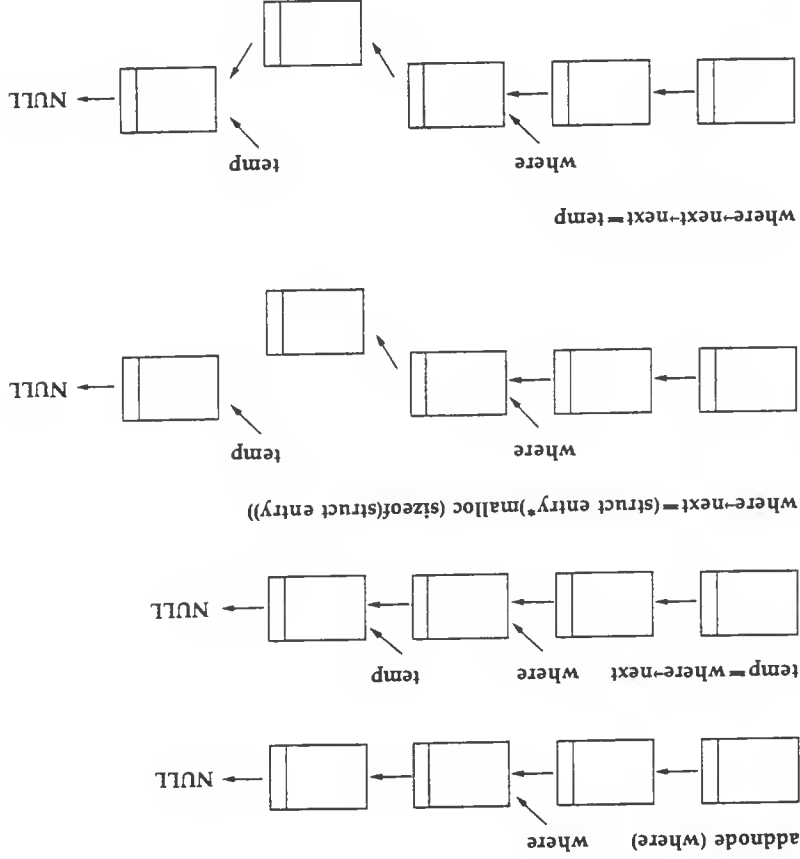 addnode (where) where
NULL
temp=where→next where temp
NULL
where→next=(struct entry*)malloc (sizeof(struct entry))
where temp
NULL
where→next→next=temp
where temp
NULL